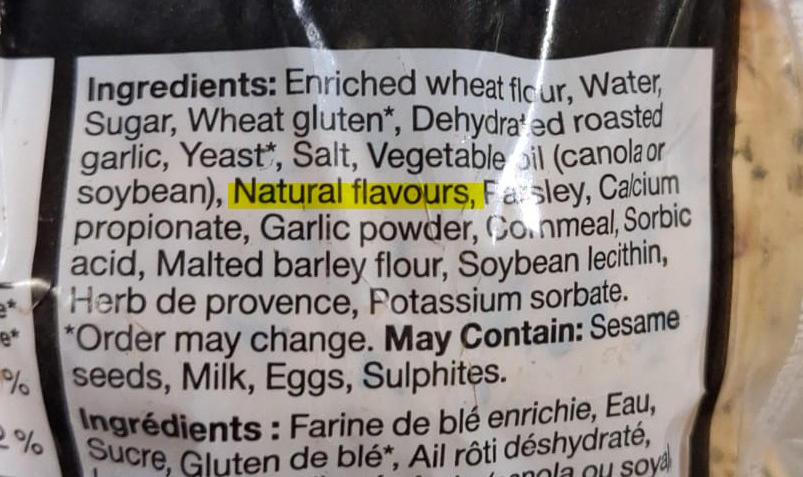 Ingredients: Enriched wheat flour, Water,
Sugar, Wheat gluten*, Dehydrated roasted
garlic, Yeast*, Salt, Vegetable oil (canola or
soybean), Natural flavours, Parsley, Calcium
propionate, Garlic powder, Cornmeal, Sorbic
acid, Malted barley flour, Soybean lecithin,
Herb de provence, Potassium sorbate.
*Order may change. May Contain: Sesame
seeds, Milk, Eggs, Sulphites.
Ingrédients : Farine de blé enrichie, Eau,
Sucre, Gluten de blé*, Ail rôti déshydraté,
ou
e*
e*
%
%